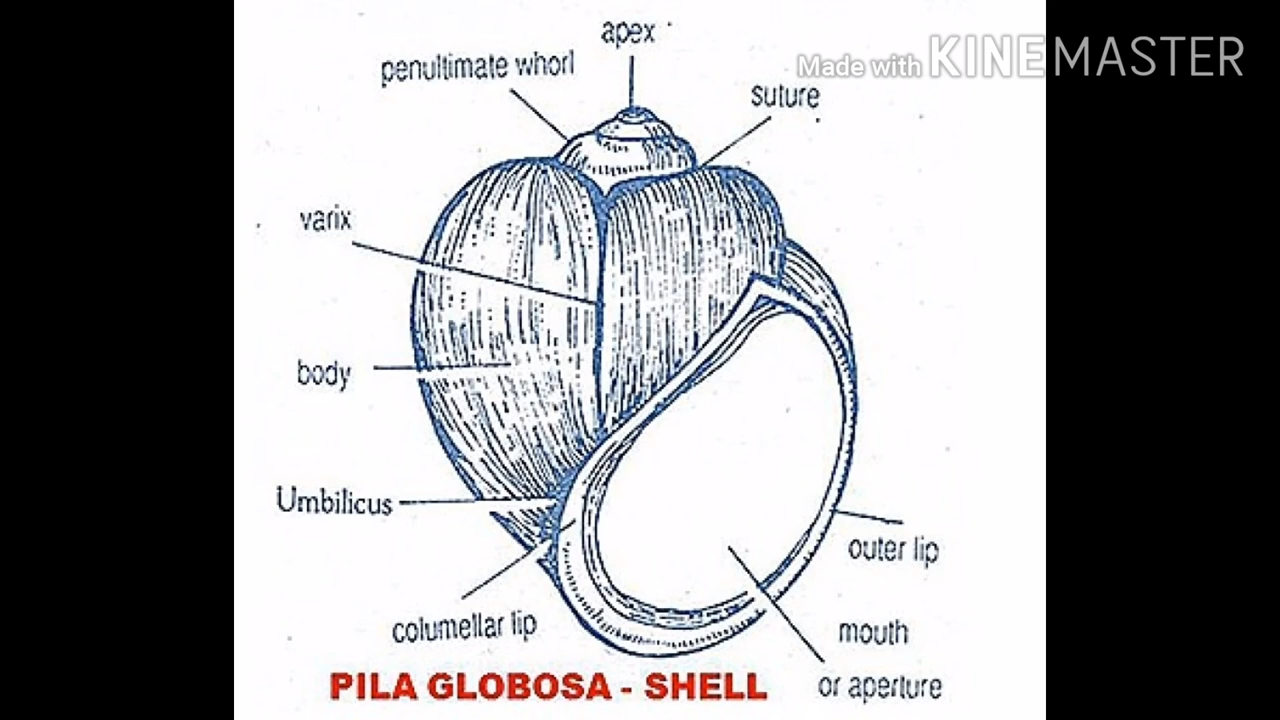 apex
Made with KINEMASTER
penultimate whorl
suture
varix
body
Umbilicus
outer lip
columellar lip
mouth
or aperture
PILA GLOBOSA - SHELL